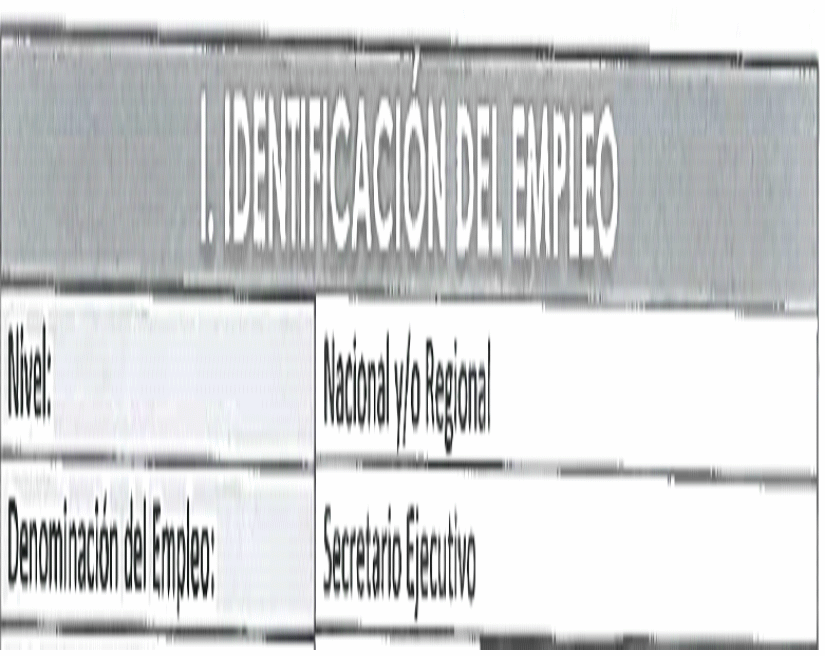 I. IDENTIFICACIÓN DEL EMPLEO
Nivel: Nacional y/o Regional
Denominación del Empleo: Secretario Ejecutivo